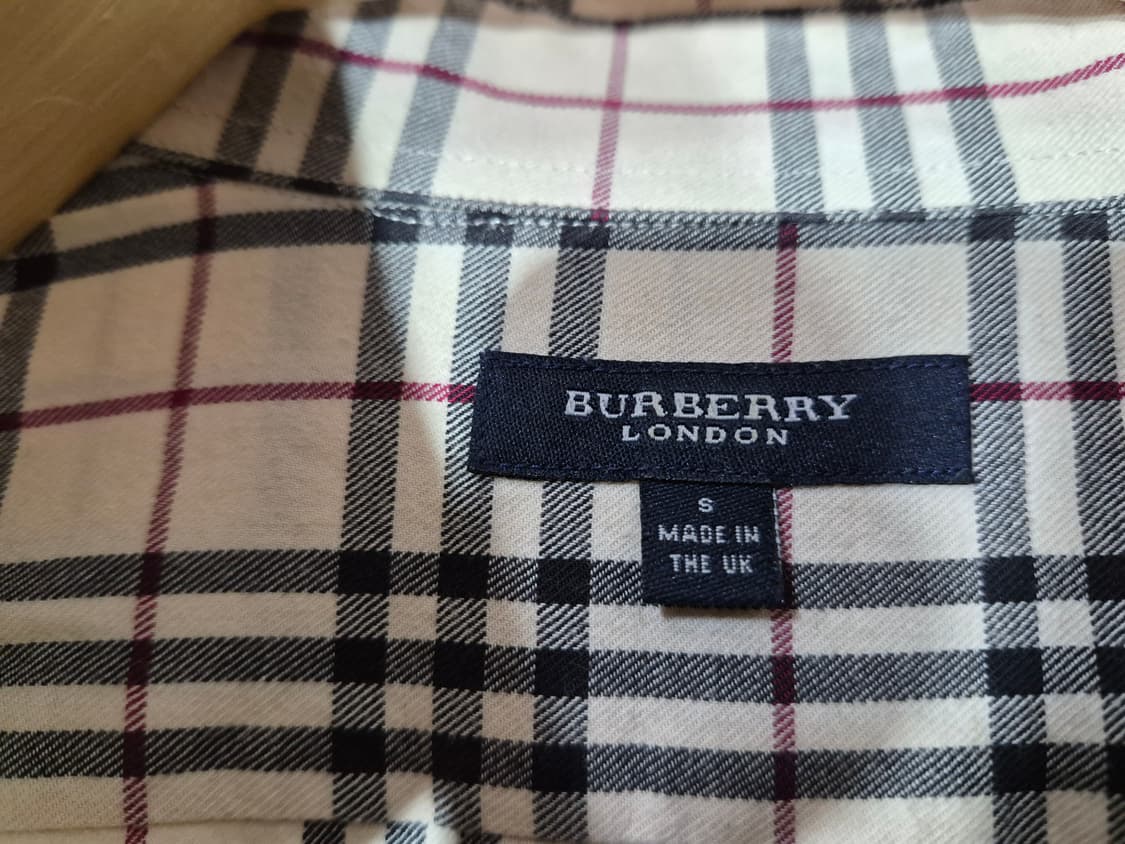 BURBERRY
LONDON
S
MADE IN
THE UK